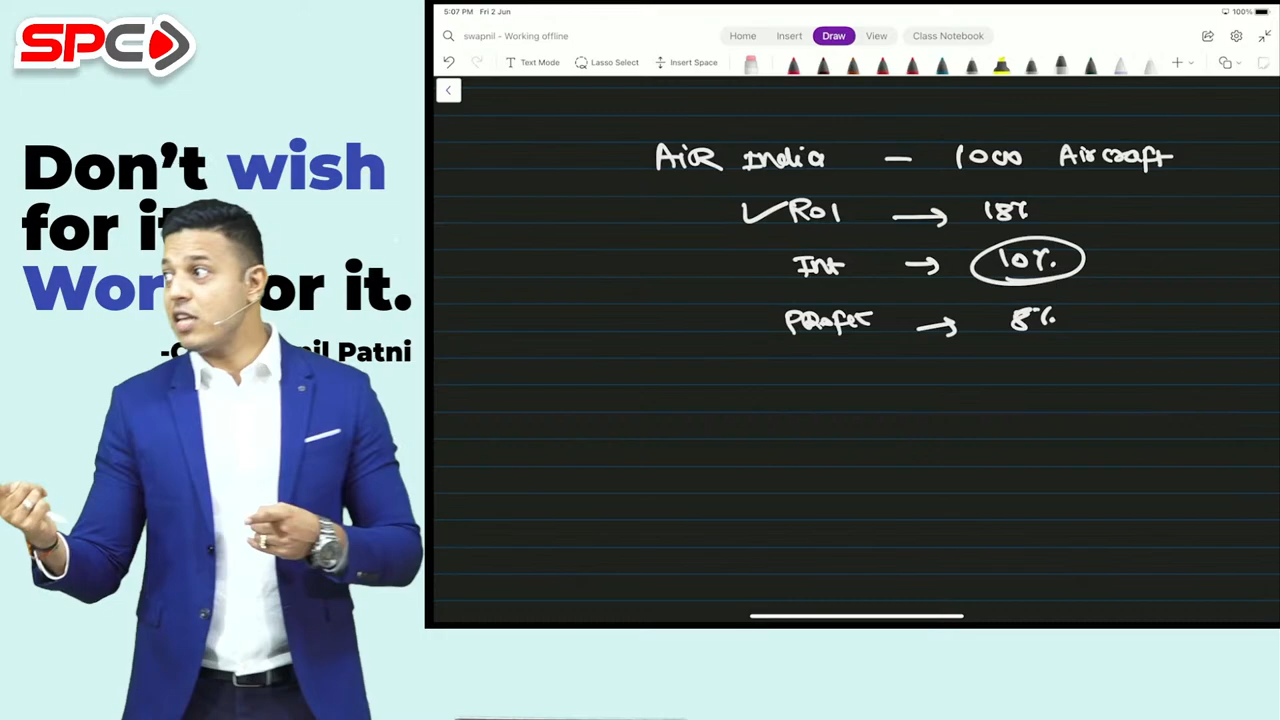 SPC
Don't wish
for it
Wor or it.
il Patni
5:07 PM Fri 2 Jun
100%
swapnil - Working offline
Home Insert Draw View Class Notebook
Text Mode Lasso Select Insert Space
AiR India – 1000 Aircraft
✓ROI → 18%
Int → 10%.
Profit → 8%.